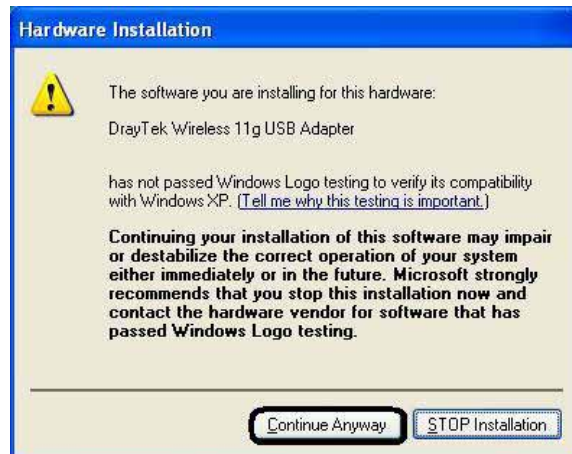 Hardware Installation
The software you are installing for this hardware:
DrayTek Wireless 11g USB Adapter
has not passed Windows Logo testing to verify its compatibility
with Windows XP. (Tell me why this testing is important.)
Continuing your installation of this software may impair
or destabilize the correct operation of your system
either immediately or in the future. Microsoft strongly
recommends that you stop this installation now and
contact the hardware vendor for software that has
passed Windows Logo testing.
Continue Anyway
STOP Installation